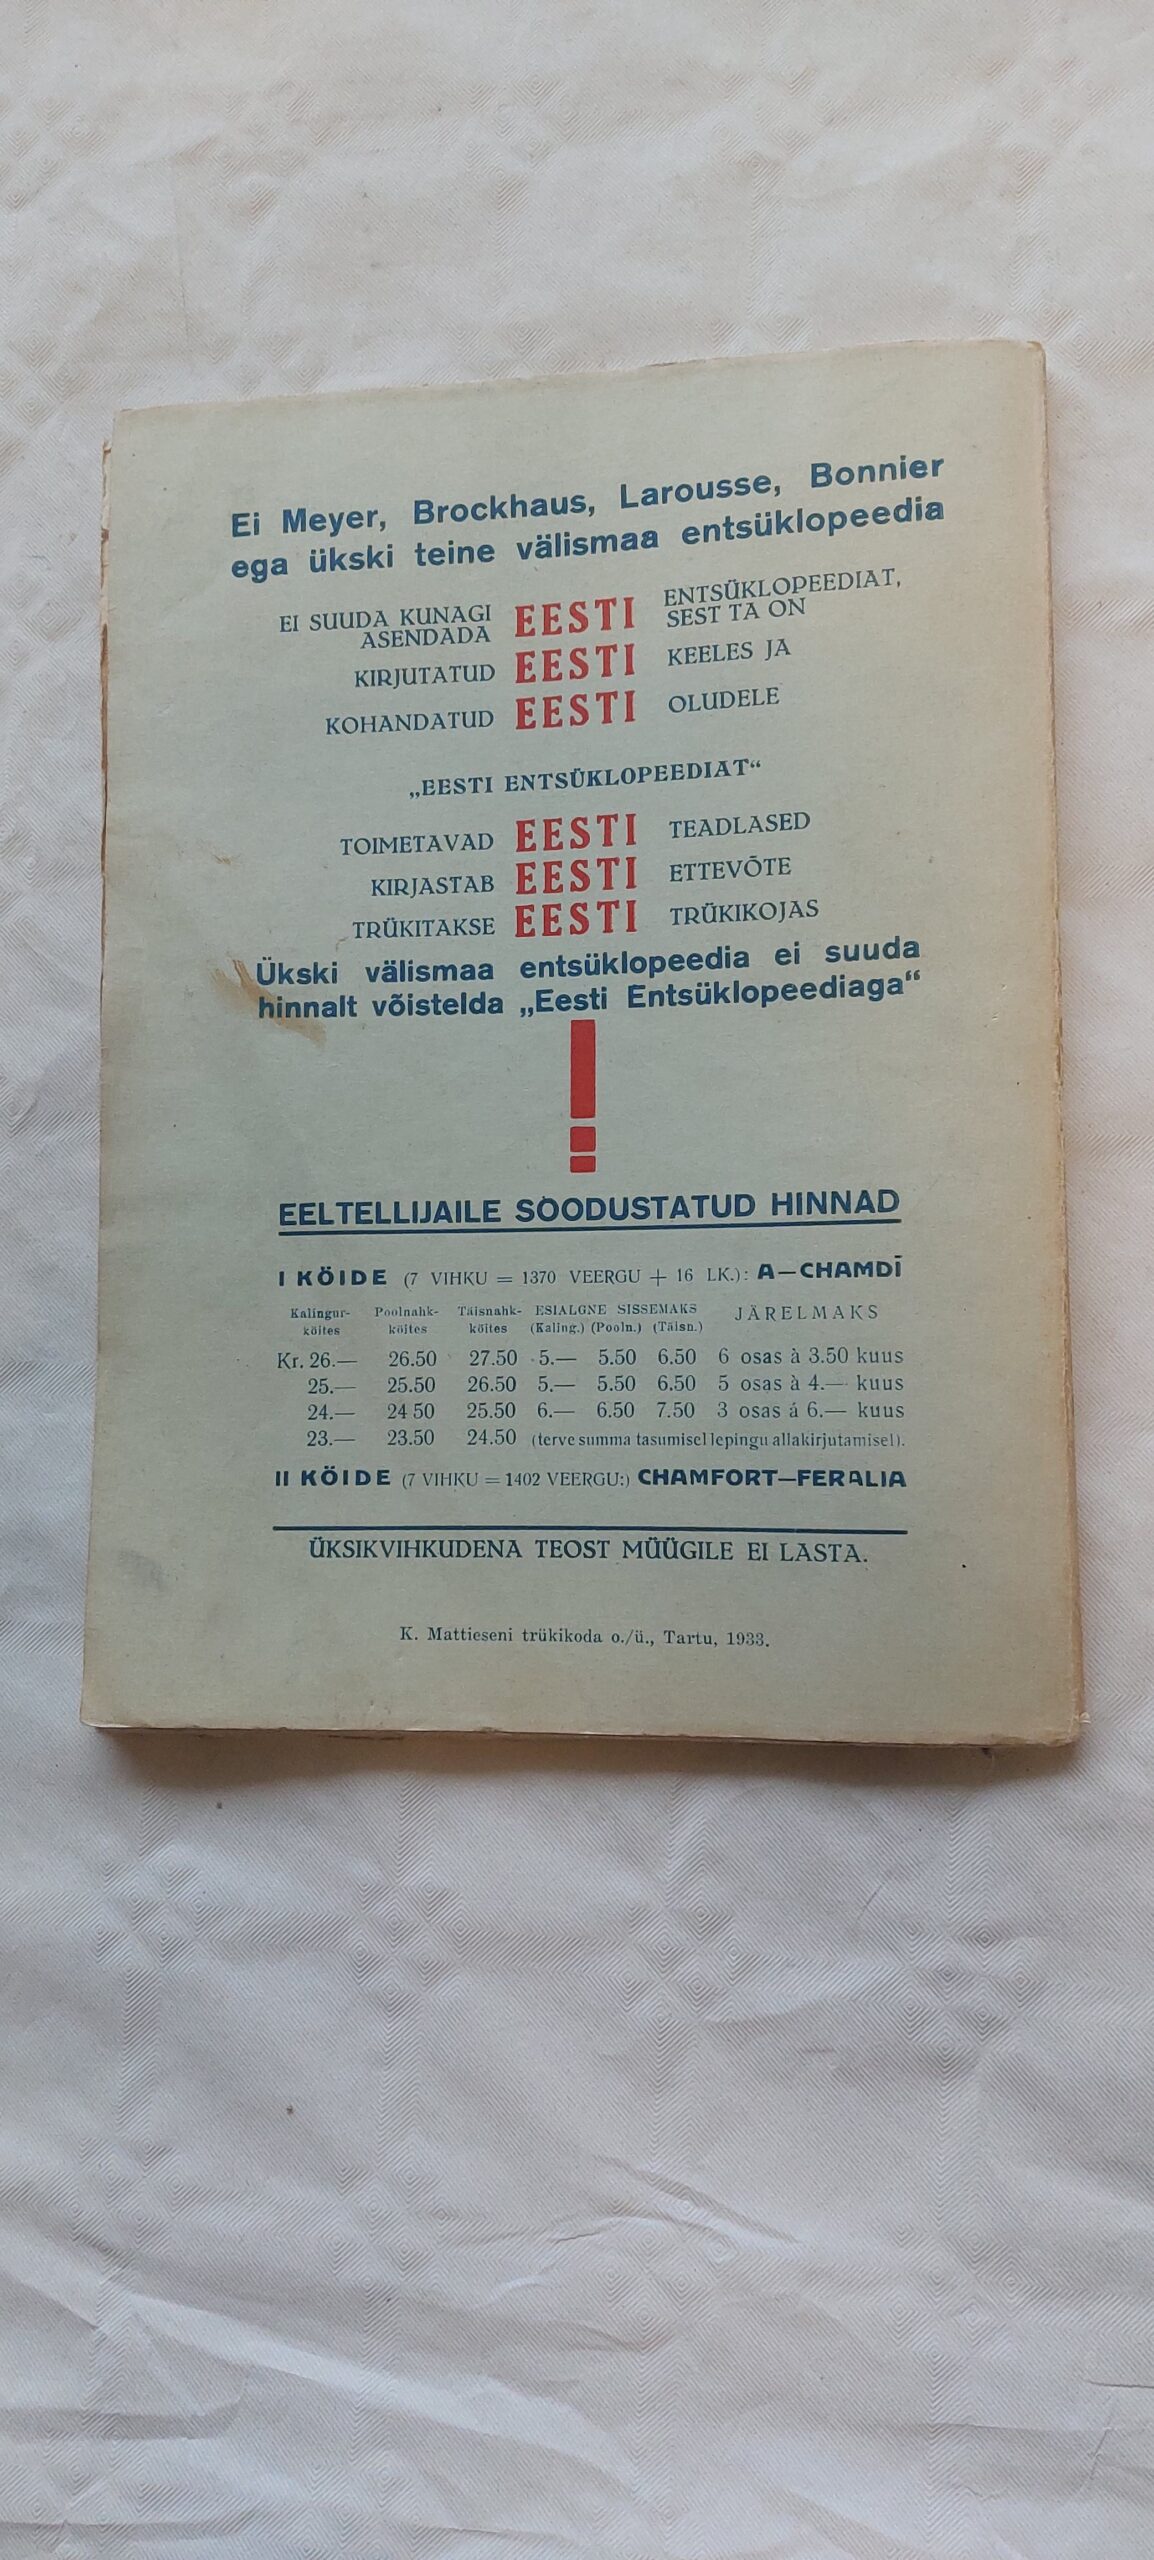 Ei Meyer, Brockhaus, Larousse, Bonnier
ega ükski teine välismaa entsüklopeedia
EI SUUDA KUNAGI ASENDADA EESTI ENTSÜKLOPEEDIAT, SEST TA ON
KIRJUTATUD EESTI KEELES JA
KOHANDATUD EESTI OLUDELE
„EESTI ENTSÜKLOPEEDIAT“
TOIMETAVAD EESTI TEADLASED
KIRJASTAB EESTI ETTEVÕTE
TRÜKITAKSE EESTI TRÜKIKOJAS
Ükski välismaa entsüklopeedia ei suuda
hinnalt võistelda „Eesti Entsüklopeediaga“
!
EELTELLIJAILE SOODUSTATUD HINNAD
I KÖIDE (7 VIHKU = 1370 VEERGU + 16 LK.): A—CHAMDĪ
Kalingur- Poolnahk- Täisnahk- ESIALGNE SISSEMAKS JÄRELMAKS
köites köites köites (Kaling.) (Pooln.) (Täisn.)
Kr. 26.— 26.50 27.50 5.— 5.50 6.50 6 osas à 3.50 kuus
25.— 25.50 26.50 5.— 5.50 6.50 5 osas à 4.— kuus
24.— 24 50 25.50 6.— 6.50 7.50 3 osas á 6.— kuus
23.— 23.50 24.50 (terve summa tasumisel lepingu allakirjutamisel).
II KÖIDE (7 VIHKU = 1402 VEERGU:) CHAMFORT—FERALIA
ÜKSIKVIHKUDENA TEOST MÜÜGILE EI LASTA.
K. Mattieseni trükikoda o./ü., Tartu, 1933.